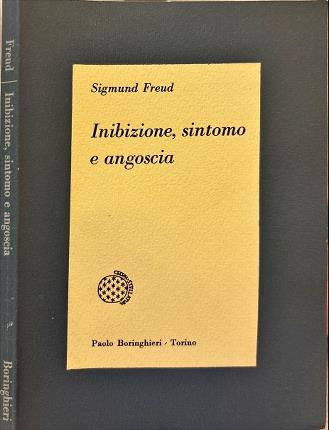 Freud | Inibizione, sintomo e angoscia
Boringhieri
Sigmund Freud
Inibizione, sintomo
e angoscia
Paolo Boringhieri - Torino